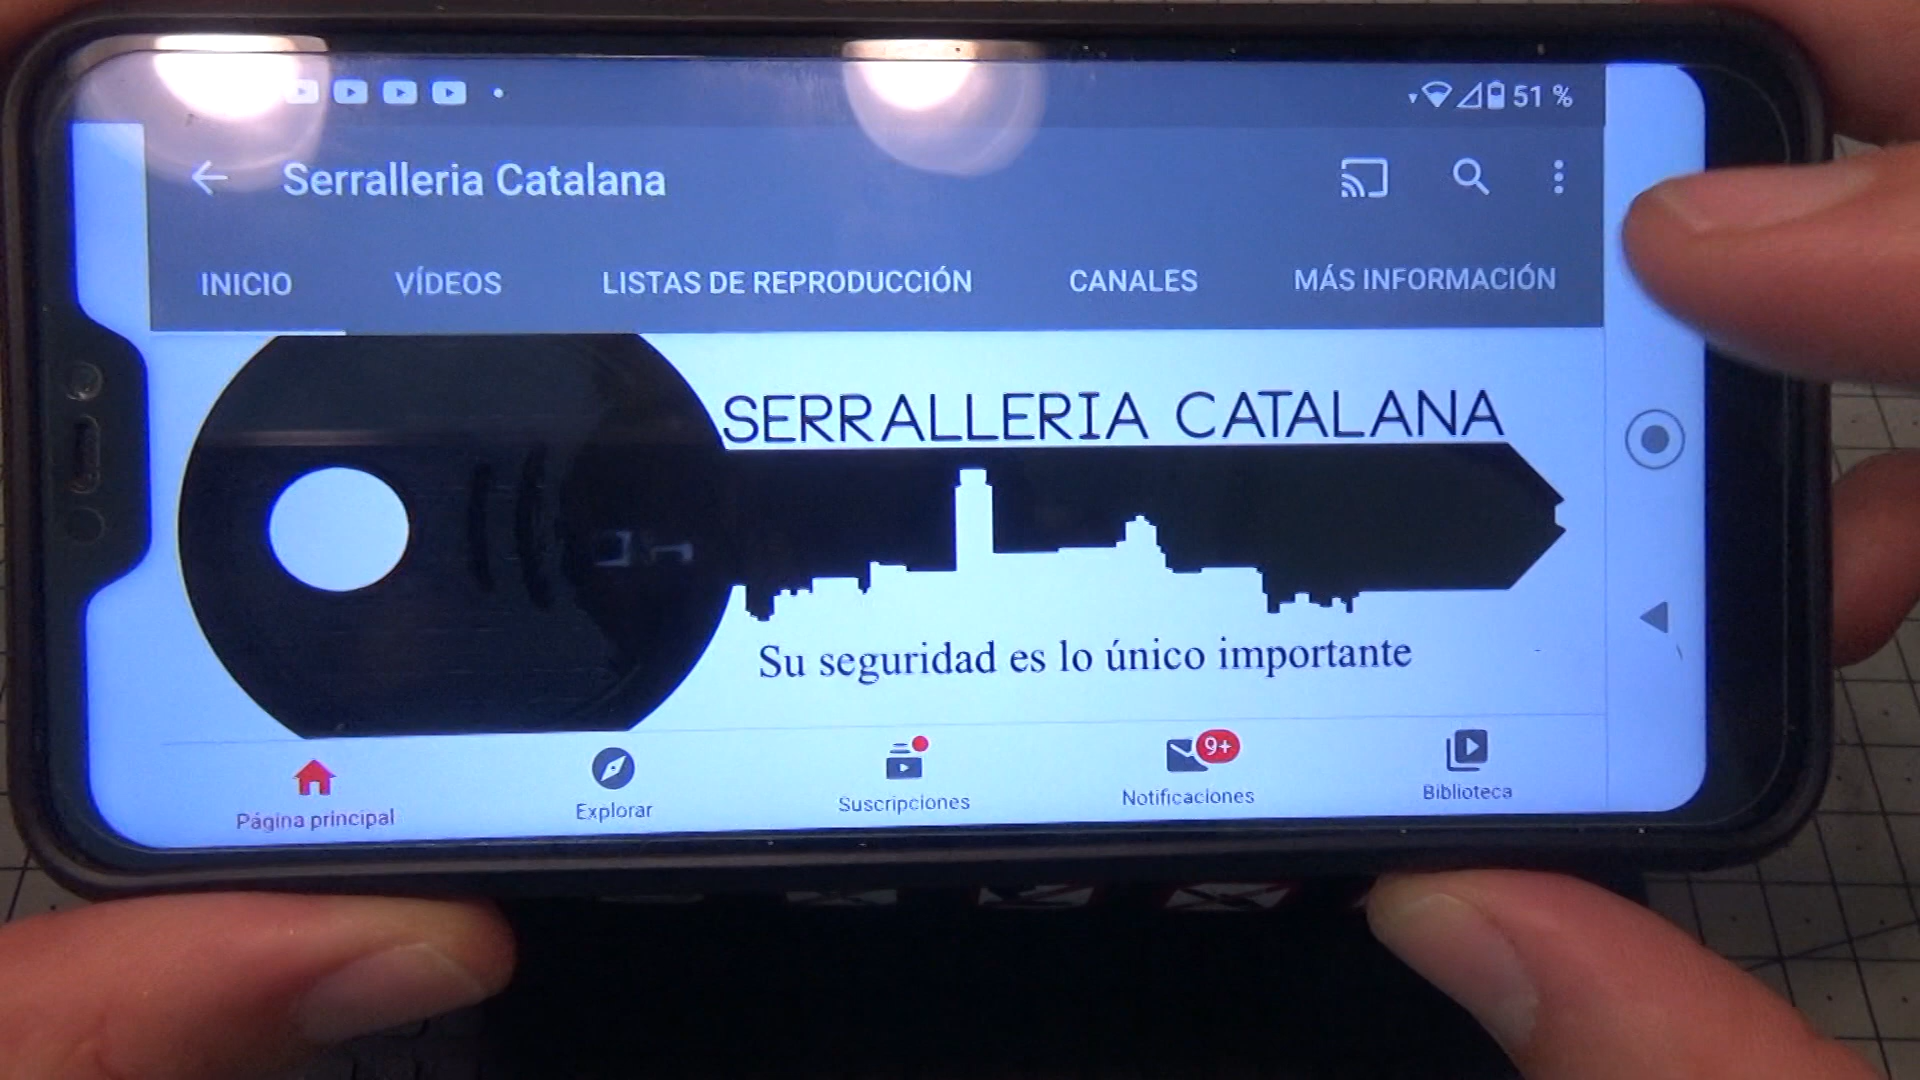 51 %
Serralleria Catalana
INICIO VÍDEOS LISTAS DE REPRODUCCIÓN CANALES MÁS INFORMACIÓN
SERRALLERIA CATALANA
Su seguridad es lo único importante
9+
Página principal Explorar Suscripciones Notificaciones Biblioteca